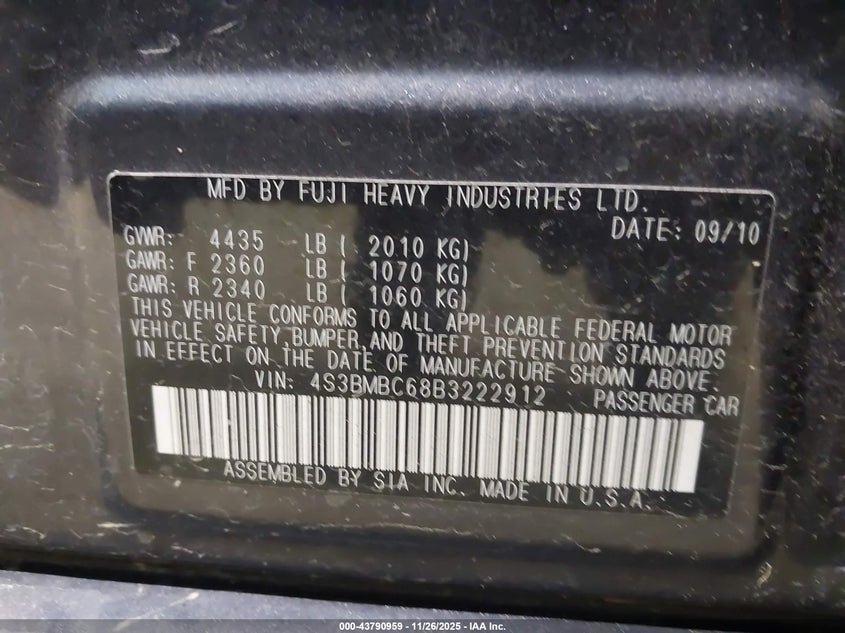 MFD BY FUJI HEAVY INDUSTRIES LTD.
DATE: 09/10
GVWR: 4435 LB ( 2010 KG)
GAWR: F 2360 LB ( 1070 KG)
GAWR: R 2340 LB ( 1060 KG)
THIS VEHICLE CONFORMS TO ALL APPLICABLE FEDERAL MOTOR
VEHICLE SAFETY,BUMPER,AND THEFT PREVENTION STANDARDS
IN EFFECT ON THE DATE OF MANUFACTURE SHOWN ABOVE.
VIN: 4S3BMBC68B3222912 PASSENGER CAR
ASSEMBLED BY SIA INC. MADE IN U.S.A.
000-43790959 - 11/26/2025 - IAA Inc.